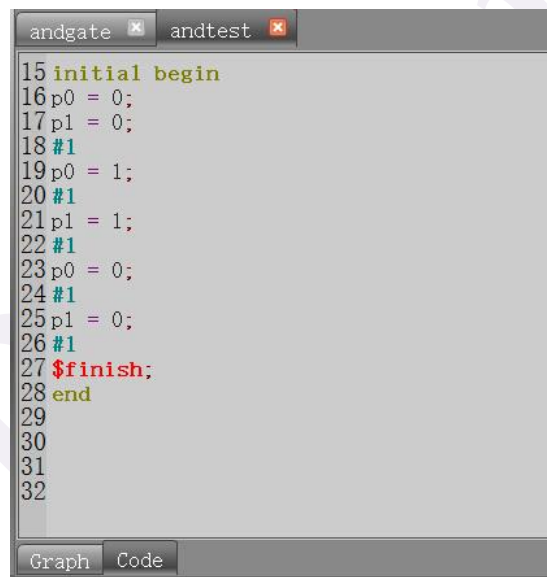 andgate andtest
15 initial begin
16 p0 = 0;
17 p1 = 0;
18 #1
19 p0 = 1;
20 #1
21 p1 = 1;
22 #1
23 p0 = 0;
24 #1
25 p1 = 0;
26 #1
27 $finish;
28 end
29
30
31
32
Graph Code